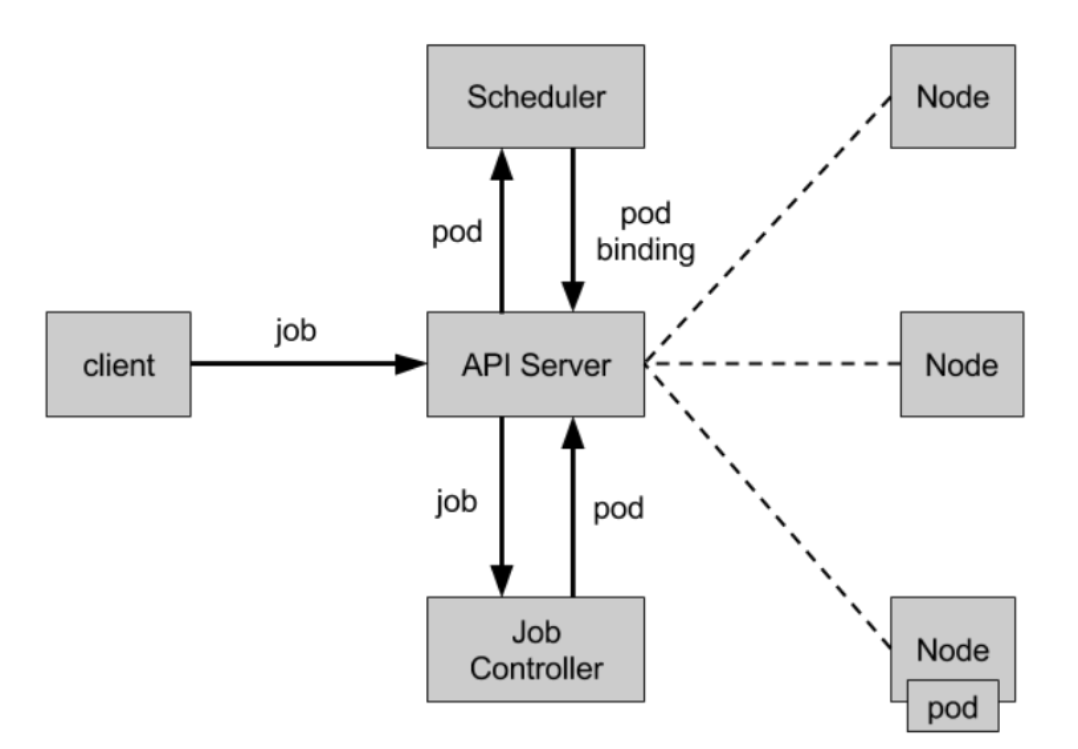 Scheduler
Node
pod
pod
binding
client
job
API Server
Node
job
pod
Job
Controller
Node
pod